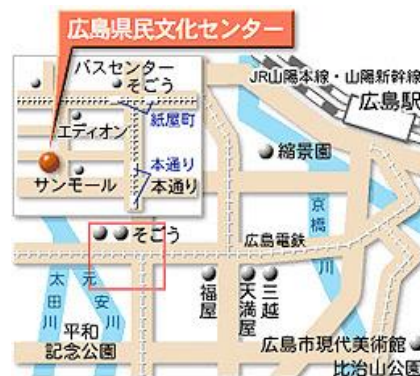 広島県民文化センター
バスセンター
そごう
紙屋町
エディオン
本通り
本通り
サンモール
JR山陽本線・山陽新幹線
広島駅
縮景園
京橋川
広島電鉄
そごう
太田川
元安川
平和
記念公園
福屋
天満屋
三越
広島市現代美術館
比治山公園